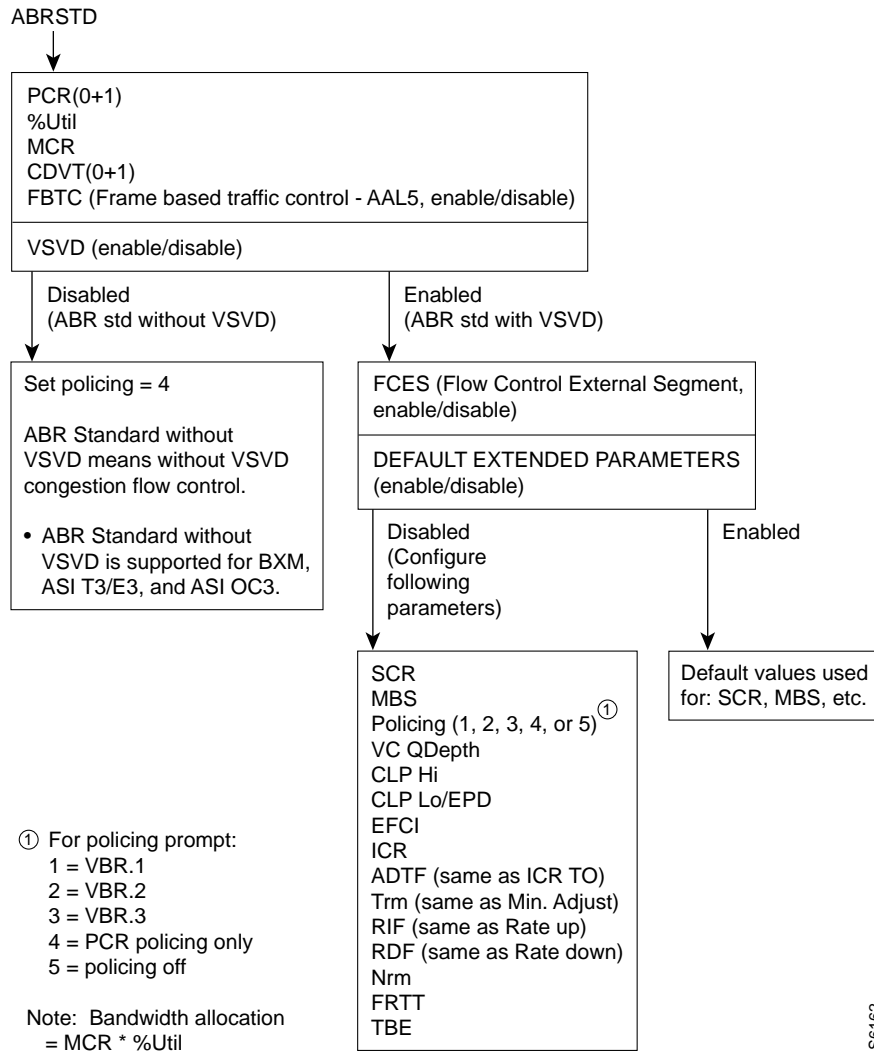 ABRSTD
PCR(0+1)
%Util
MCR
CDVT(0+1)
FBTC (Frame based traffic control - AAL5, enable/disable)
VSVD (enable/disable)
Disabled
(ABR std without VSVD)
Enabled
(ABR std with VSVD)
Set policing = 4
ABR Standard without
VSVD means without VSVD
congestion flow control.
• ABR Standard without
VSVD is supported for BXM,
ASI T3/E3, and ASI OC3.
FCES (Flow Control External Segment,
enable/disable)
DEFAULT EXTENDED PARAMETERS
(enable/disable)
Disabled
(Configure
following
parameters)
Enabled
SCR
MBS
Policing (1, 2, 3, 4, or 5) ①
VC QDepth
CLP Hi
CLP Lo/EPD
EFCI
ICR
ADTF (same as ICR TO)
Trm (same as Min. Adjust)
RIF (same as Rate up)
RDF (same as Rate down)
Nrm
FRTT
TBE
Default values used
for: SCR, MBS, etc.
① For policing prompt:
1 = VBR.1
2 = VBR.2
3 = VBR.3
4 = PCR policing only
5 = policing off
Note: Bandwidth allocation
= MCR * %Util
S6162